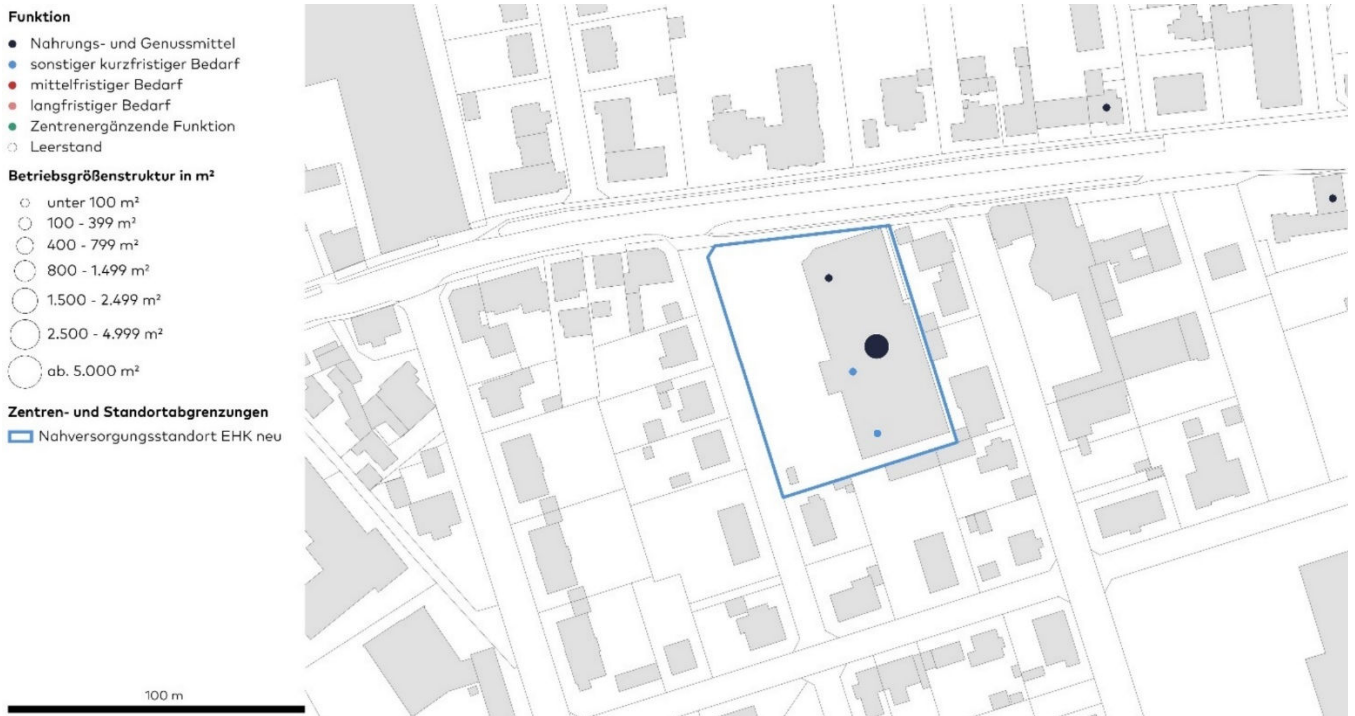 Funktion
Nahrungs- und Genussmittel
sonstiger kurzfristiger Bedarf
mittelfristiger Bedarf
langfristiger Bedarf
Zentrenergänzende Funktion
Leerstand
Betriebsgrößenstruktur in m²
unter 100 m²
100 - 399 m²
400 - 799 m²
800 - 1.499 m²
1.500 - 2.499 m²
2.500 - 4.999 m²
ab. 5.000 m²
Zentren- und Standortabgrenzungen
Nahversorgungsstandort EHK neu
100 m